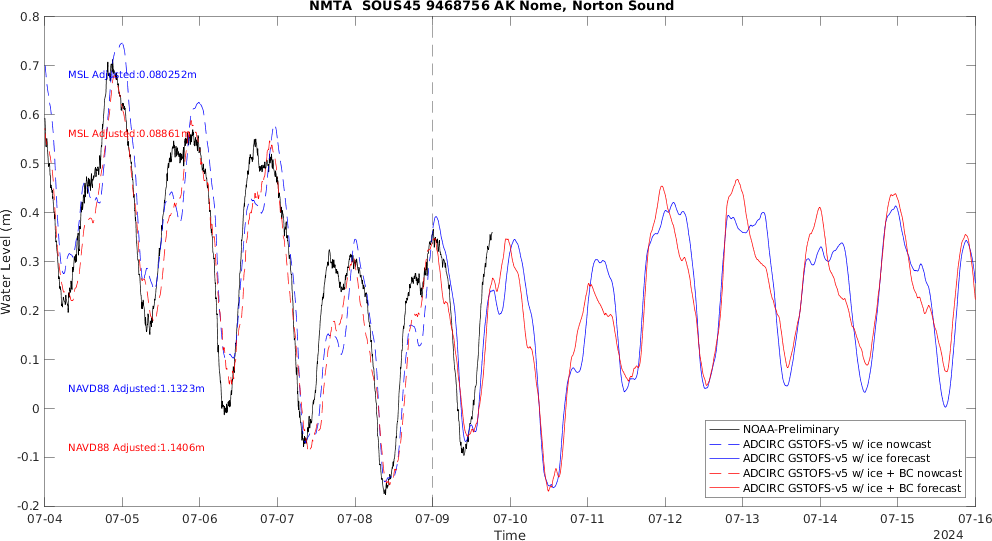 NMTA SOUS45 9468756 AK Nome, Norton Sound
0.8
0.7
0.6
0.5
0.4
0.3
0.2
0.1
0
-0.1
-0.2
Water Level (m)
MSL Adjusted:0.080252m
MSL Adjusted:0.08861m
NAVD88 Adjusted:1.1323m
NAVD88 Adjusted:1.1406m
NOAA-Preliminary
ADCIRC GSTOFS-v5 w/ ice nowcast
ADCIRC GSTOFS-v5 w/ ice forecast
ADCIRC GSTOFS-v5 w/ ice + BC nowcast
ADCIRC GSTOFS-v5 w/ ice + BC forecast
07-04 07-05 07-06 07-07 07-08 07-09 07-10 07-11 07-12 07-13 07-14 07-15 07-16
Time
2024